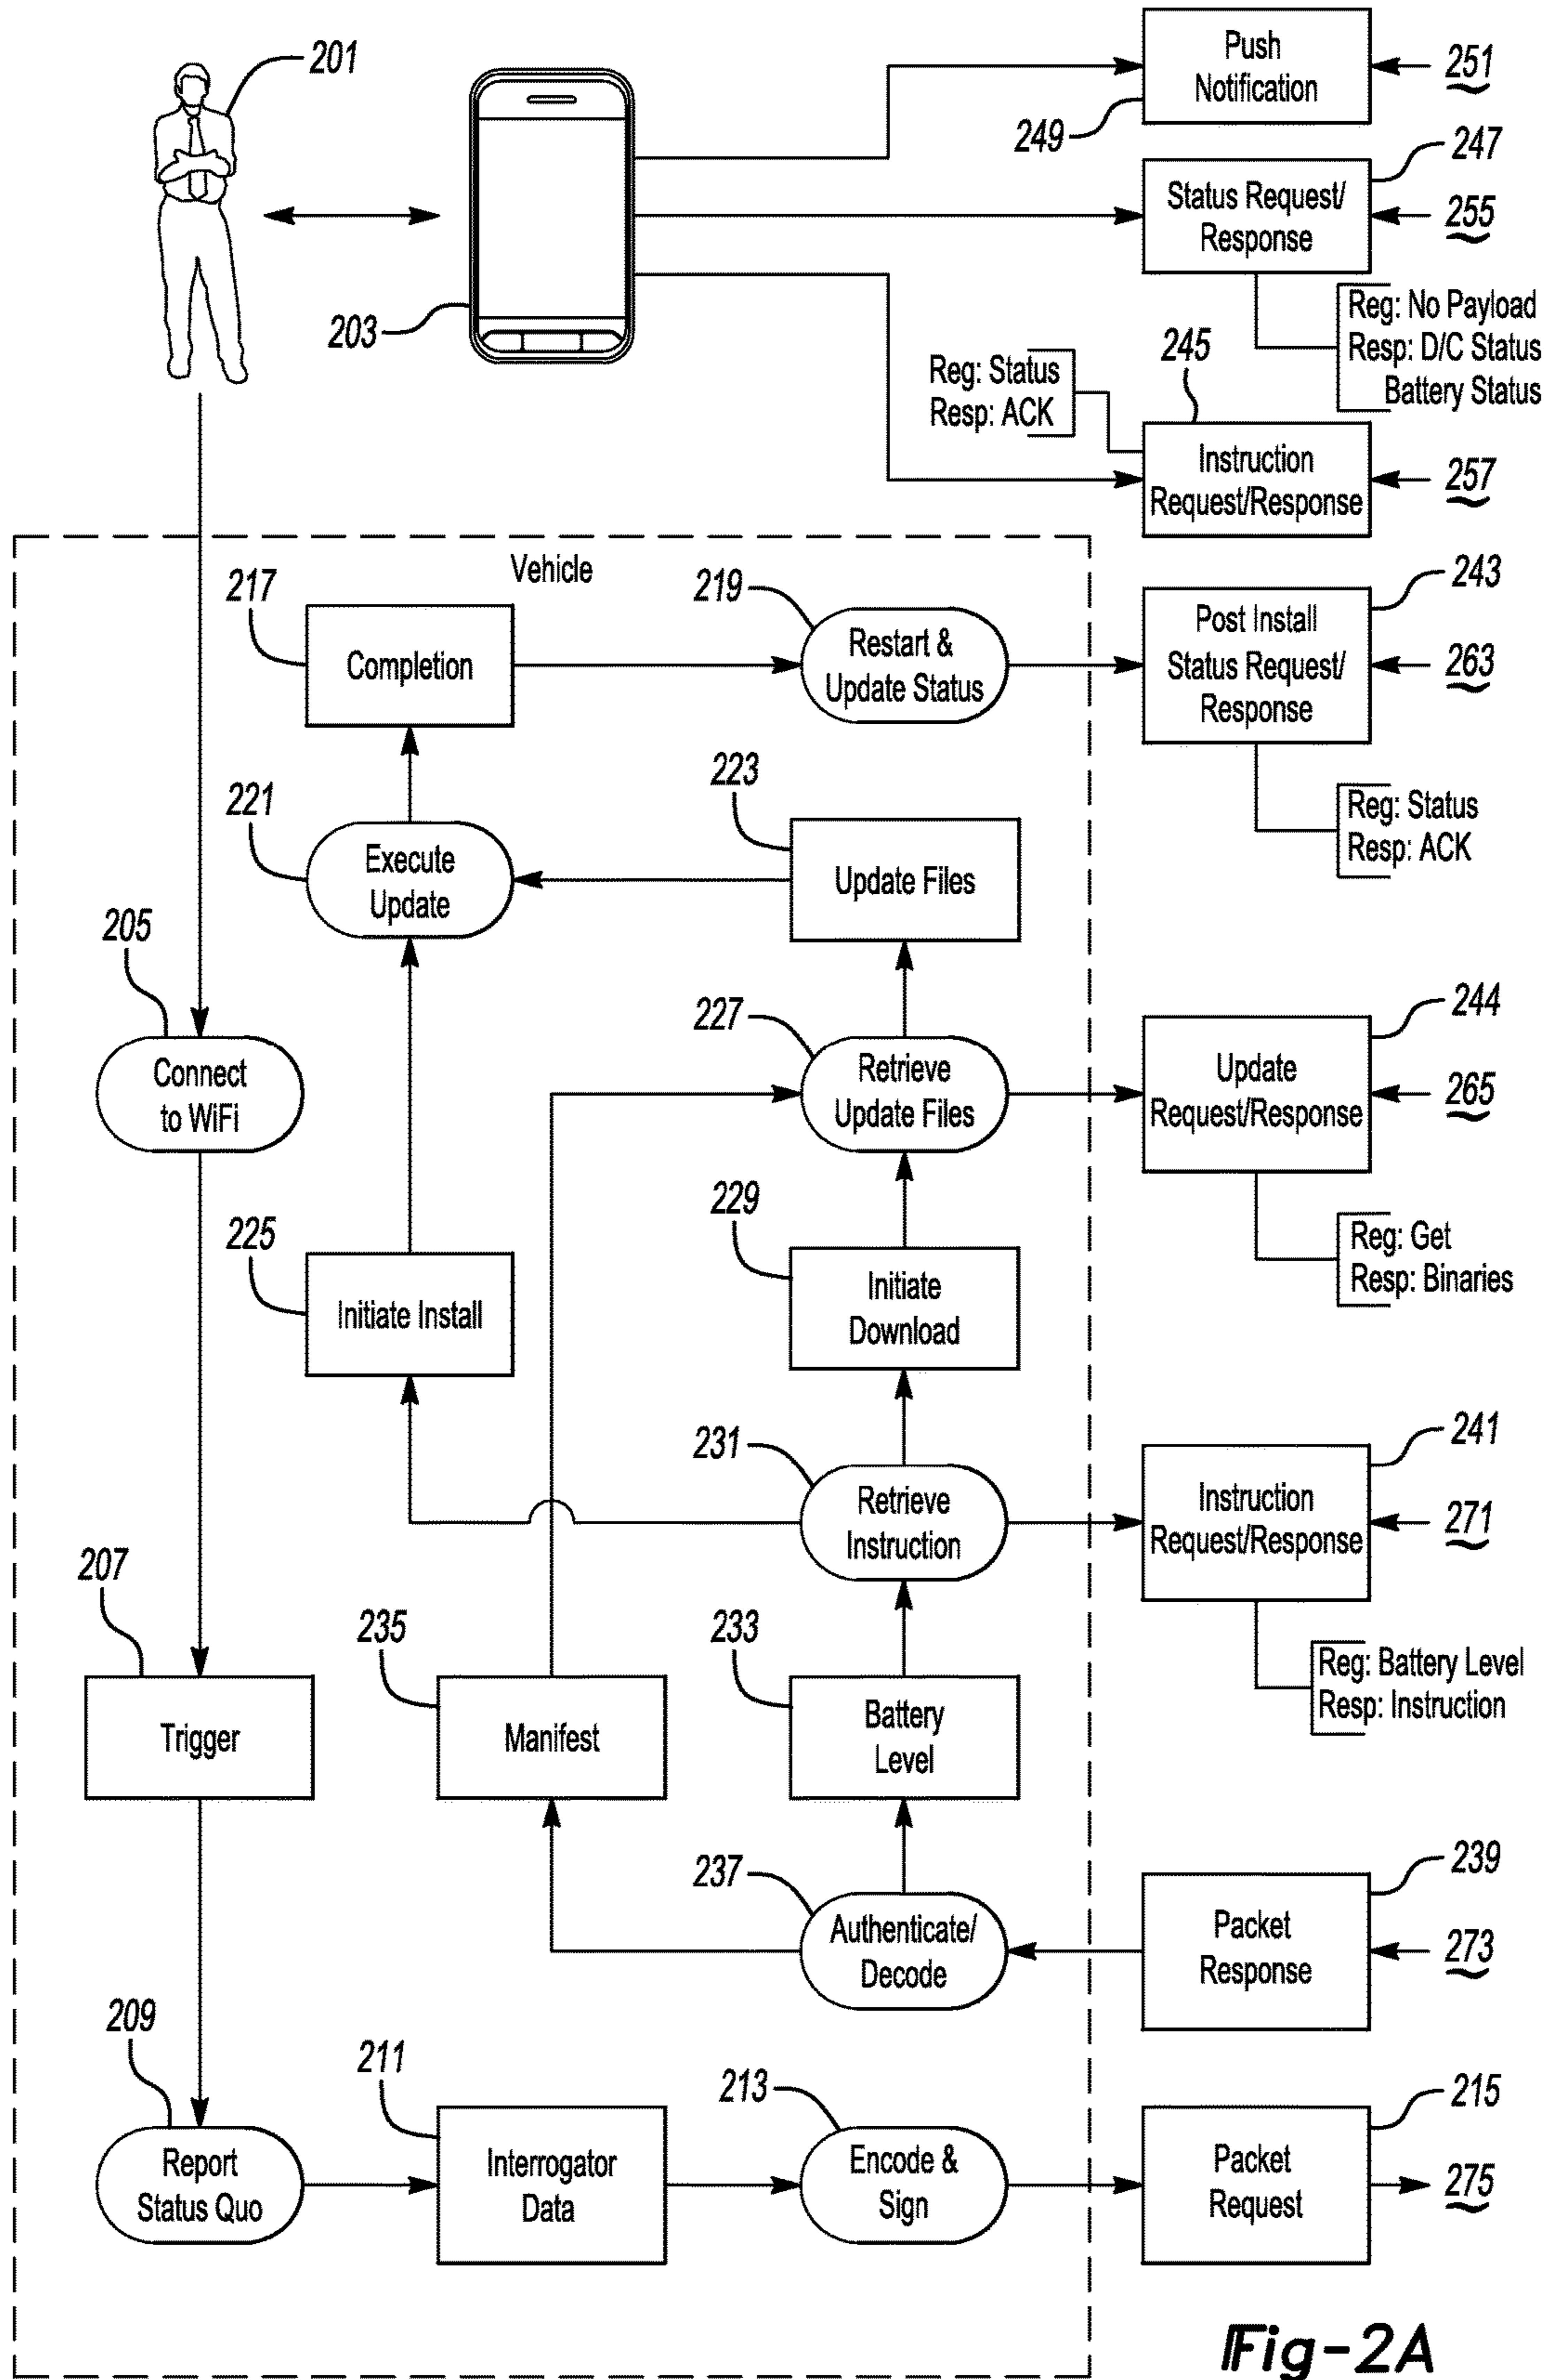 201
Push
Notification
251
249
247
Status Request/
Response
255
203
Reg: No Payload
Resp: D/C Status
Battery Status
245
Reg: Status
Resp: ACK
Instruction
Request/Response
257
Vehicle
217
Completion
219
Restart &
Update Status
243
Post Install
Status Request/
Response
263
Reg: Status
Resp: ACK
221
Execute
Update
223
Update Files
205
Connect
to WiFi
227
Retrieve
Update Files
244
Update
Request/Response
265
Reg: Get
Resp: Binaries
225
Initiate Install
229
Initiate
Download
231
Retrieve
Instruction
241
Instruction
Request/Response
271
Reg: Battery Level
Resp: Instruction
207
Trigger
235
Manifest
233
Battery
Level
237
Authenticate/
Decode
239
Packet
Response
273
209
Report
Status Quo
211
Interrogator
Data
213
Encode &
Sign
215
Packet
Request
275
Fig-2A